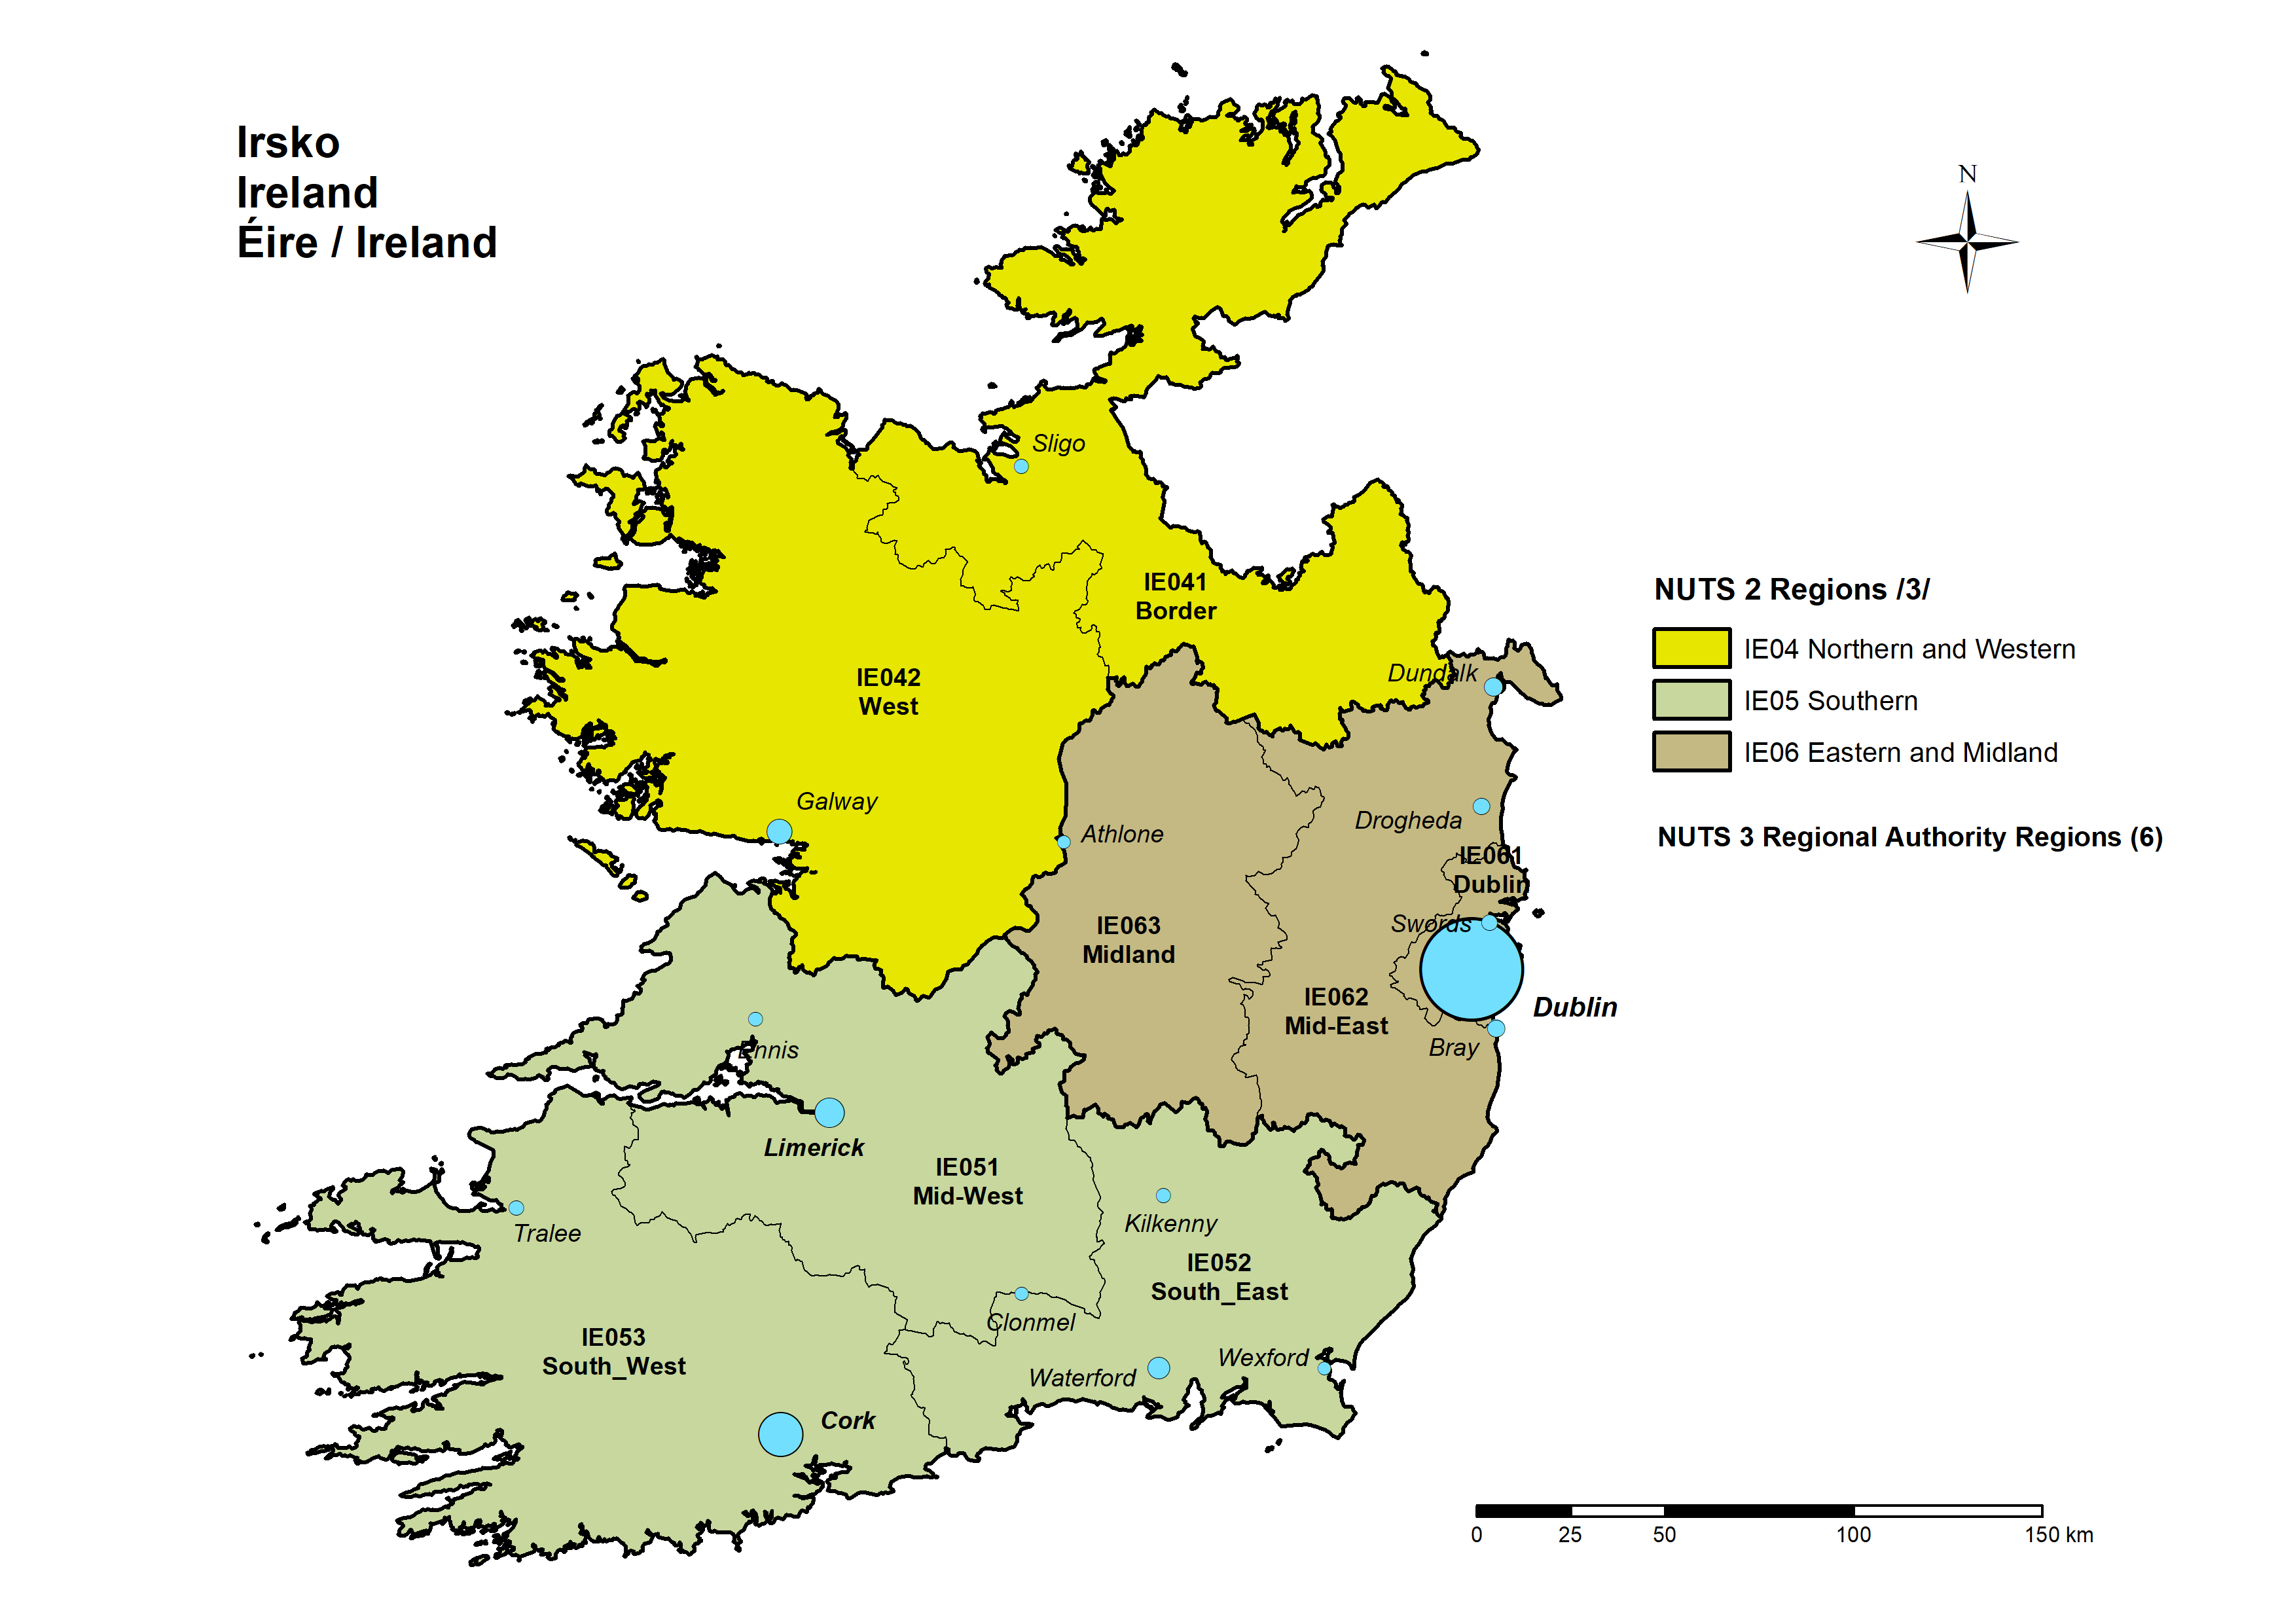 Irsko
Ireland
Éire / Ireland
N
Sligo
IE041
Border
NUTS 2 Regions /3/
IE04 Northern and Western
IE05 Southern
IE06 Eastern and Midland
NUTS 3 Regional Authority Regions (6)
IE042
West
Dundalk
Galway
Athlone
Drogheda
IE061
Dublin
IE063
Midland
Swords
IE062
Mid-East
Dublin
Bray
Ennis
Limerick
IE051
Mid-West
Tralee
Kilkenny
IE052
South_East
Clonmel
IE053
South_West
Waterford
Wexford
Cork
0 25 50 100 150 km